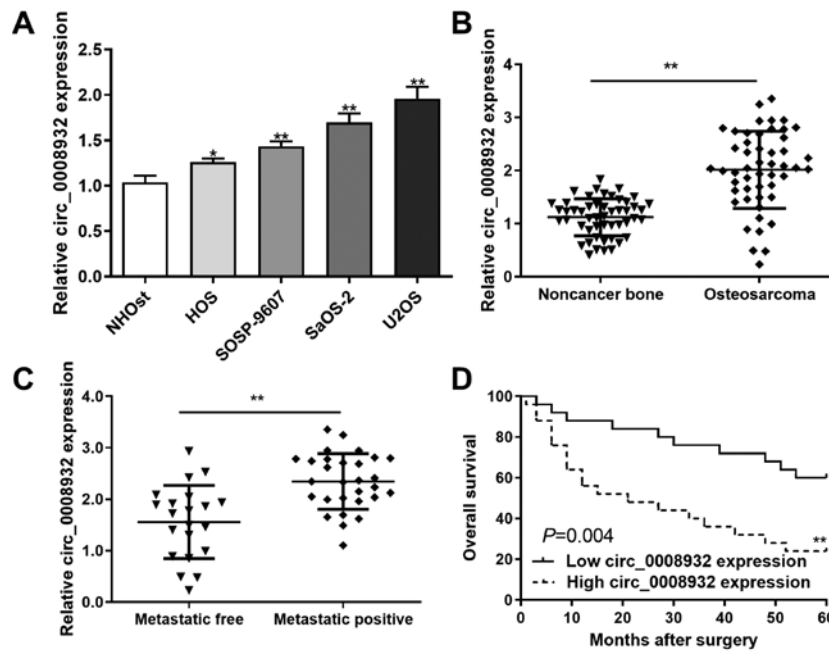 A
Relative circ_0008932 expression
2.5
2.0
1.5
1.0
0.5
0.0
*
**
**
**
NHOst
HOS
SOSP-9607
SaOS-2
U2OS
B
Relative circ_0008932 expression
4
3
2
1
0
**
Noncancer bone
Osteosarcoma
C
Relative circ_0008932 expression
4.0
3.0
2.0
1.0
0.0
**
Metastatic free
Metastatic positive
D
Overall survival
100
80
60
40
20
0
P=0.004
**
Low circ_0008932 expression
High circ_0008932 expression
0
10
20
30
40
50
60
Months after surgery